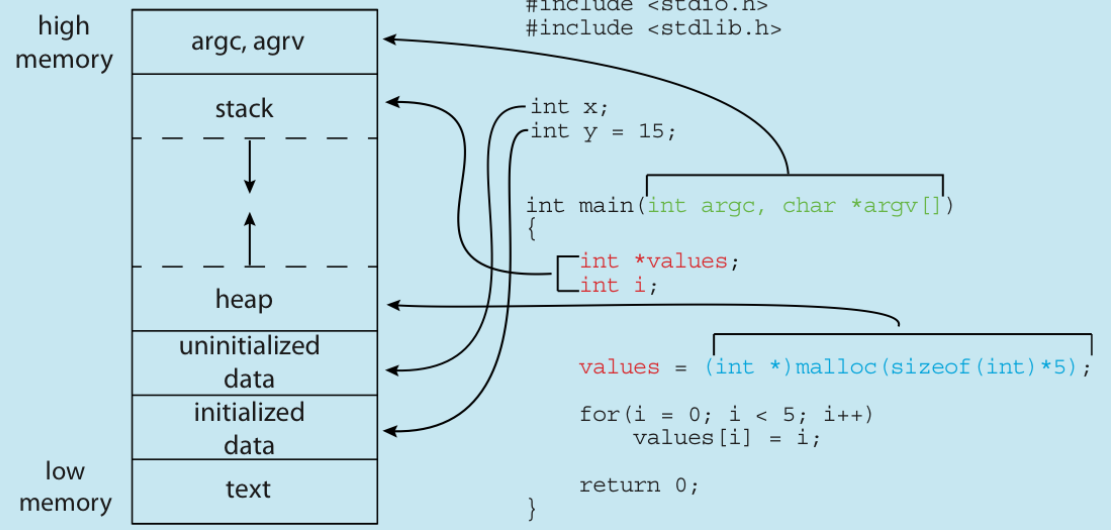 high
memory
argc, agrv
stack
heap
uninitialized
data
initialized
data
low
memory
text
#include <stdio.h>
#include <stdlib.h>
int x;
int y = 15;
int main(int argc, char *argv[])
{
int *values;
int i;
values = (int *)malloc(sizeof(int)*5);
for(i = 0; i < 5; i++)
values[i] = i;
return 0;
}